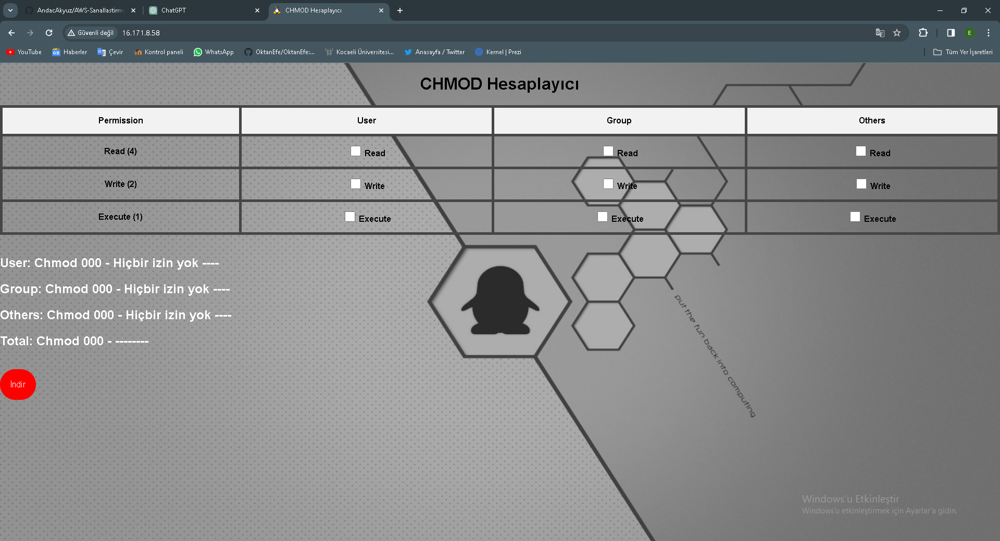 AndacAkyuz/AWS-Sanallastirm
ChatGPT
CHMOD Hesaplayıcı
Güvenli değil
16.171.8.58
E
YouTube
Haberler
Çevir
Kontrol paneli
WhatsApp
OktanEfe/OktanEfe:...
Kocaeli Üniversitesi...
Anasayfa / Twitter
Kernel | Prezi
Tüm Yer İşaretleri
CHMOD Hesaplayıcı
Permission User Group Others
Read (4) Read Read Read
Write (2) Write Write Write
Execute (1) Execute Execute Execute
User: Chmod 000 - Hiçbir izin yok ----
Group: Chmod 000 - Hiçbir izin yok ----
Others: Chmod 000 - Hiçbir izin yok ----
Total: Chmod 000 - --------
İndir
put the fun back into computing
Windows'u Etkinleştir
Windows'u etkinleştirmek için Ayarlar'a gidin.